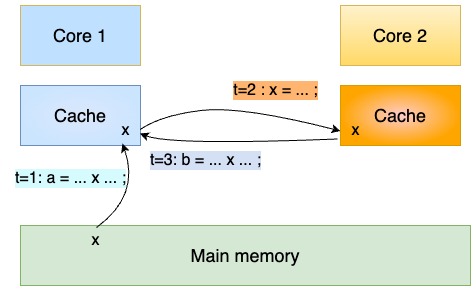 Core 1
Core 2
t=2 : x = ... ;
Cache
x
x
Cache
t=3: b = ... x ... ;
t=1: a = ... x ... ;
x
Main memory